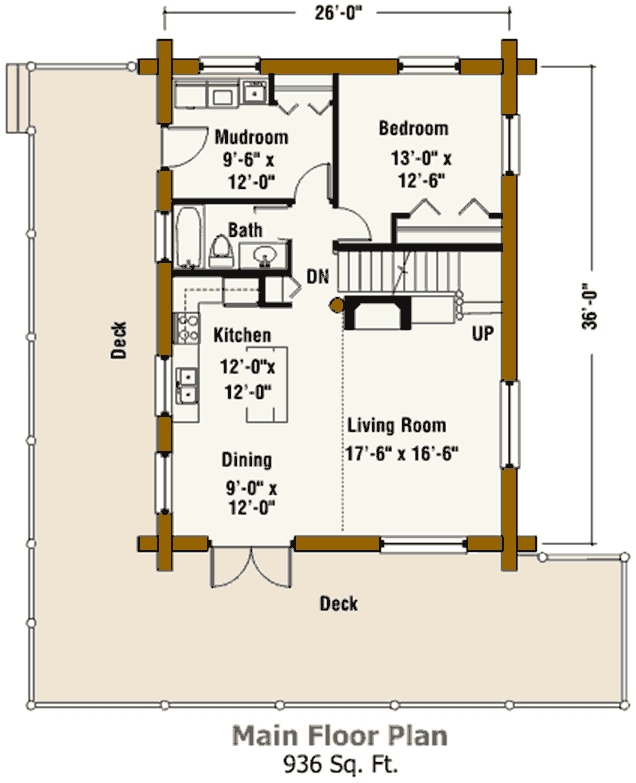 26'-0"
Mudroom
9'-6" x
12'-0"
Bedroom
13'-0" x
12'-6"
Bath
DN
UP
36'-0"
Deck
Kitchen
12'-0"x
12'-0"
Living Room
17'-6" x 16'-6"
Dining
9'-0" x
12'-0"
Deck
Main Floor Plan
936 Sq. Ft.